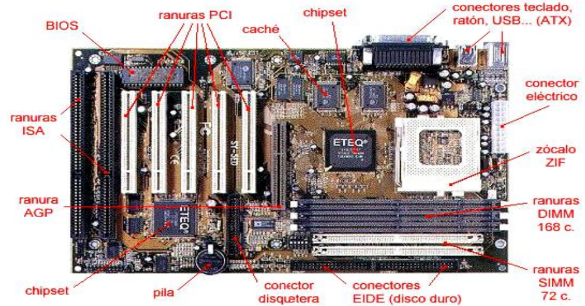 ranuras PCI
chipset
conectores teclado,
ratón, USB... (ATX)
BIOS
caché
ranuras
ISA
conector
eléctrico
ETEQ
zócalo
ZIF
ranura
AGP
ETEQ
ranuras
DIMM
168 c.
chipset
pila
conector
disquetera
conectores
EIDE (disco duro)
ranuras
SIMM
72 c.